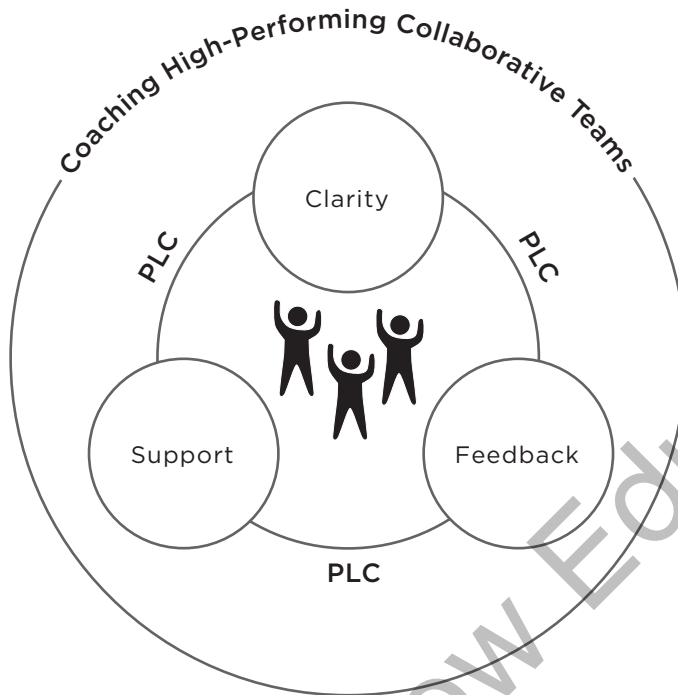 Coaching High-Performing Collaborative Teams
Clarity
PLC
PLC
Support
Feedback
PLC